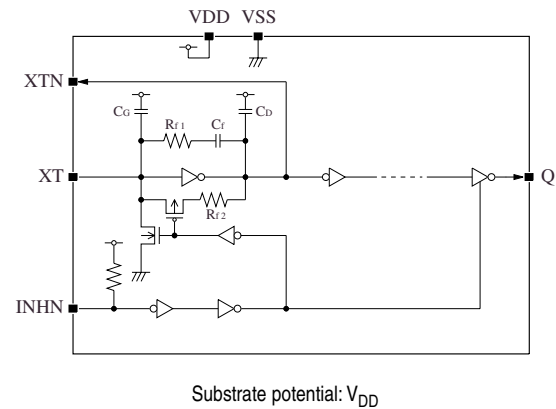 VDD VSS
XTN
CG
Rf1
Cf
CD
XT
Q
Rf2
INHN
Substrate potential: VDD